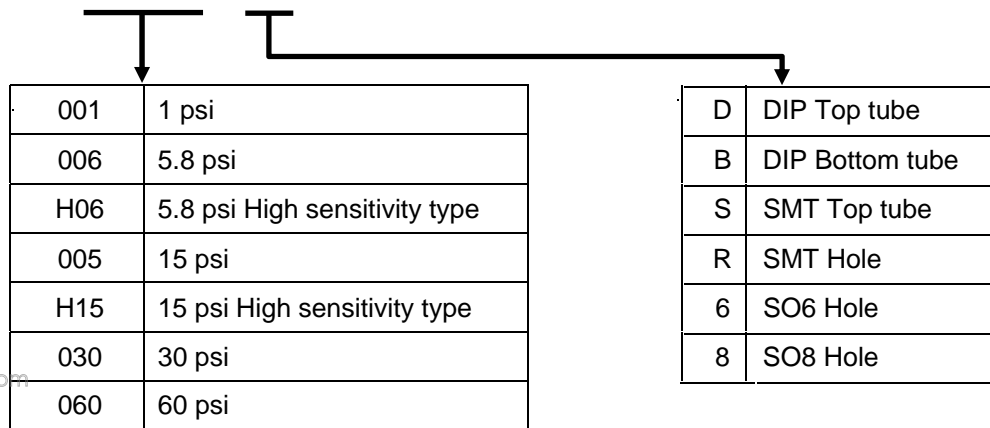 001 1 psi
006 5.8 psi
H06 5.8 psi High sensitivity type
005 15 psi
H15 15 psi High sensitivity type
030 30 psi
060 60 psi
D DIP Top tube
B DIP Bottom tube
S SMT Top tube
R SMT Hole
6 SO6 Hole
8 SO8 Hole